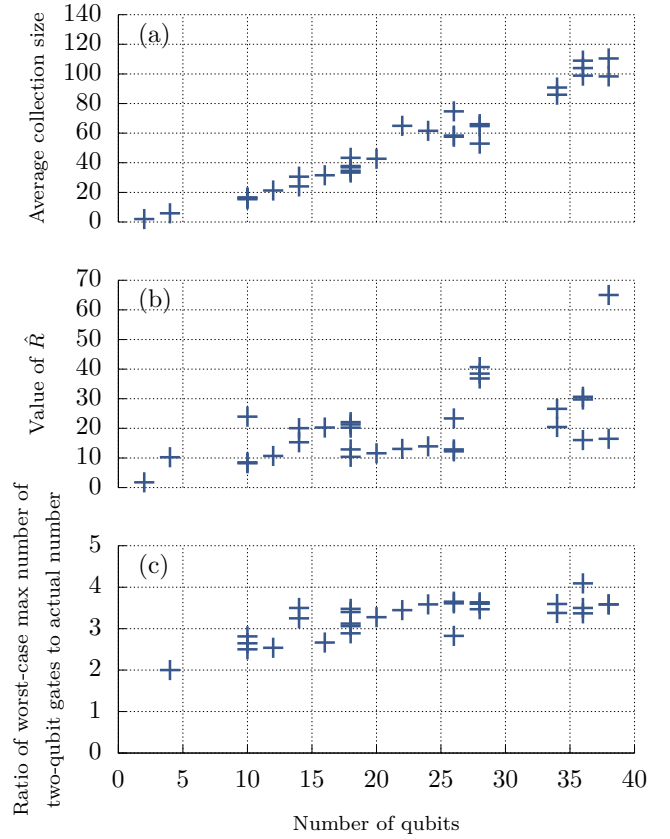 140
120
100
80
60
40
20
0
Average collection size
(a)
70
60
50
40
30
20
10
0
Value of R̂
(b)
5
4
3
2
1
0
Ratio of worst-case max number of
two-qubit gates to actual number
(c)
0 5 10 15 20 25 30 35 40
Number of qubits